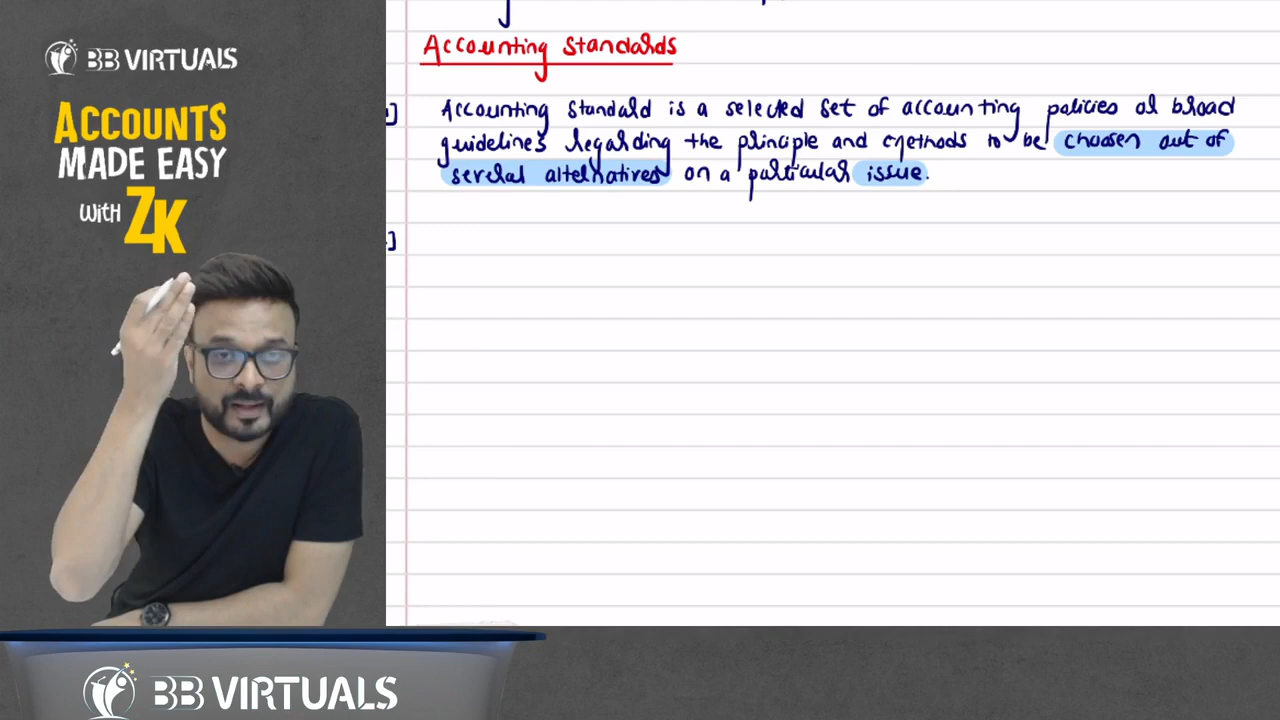 BB VIRTUALS
ACCOUNTS
MADE EASY
WITH ZK
Accounting Standards
Accounting Standard is a selected set of accounting policies or broad
guidelines regarding the principle and methods to be choosen out of
several alternatives on a particular issue.
BB VIRTUALS